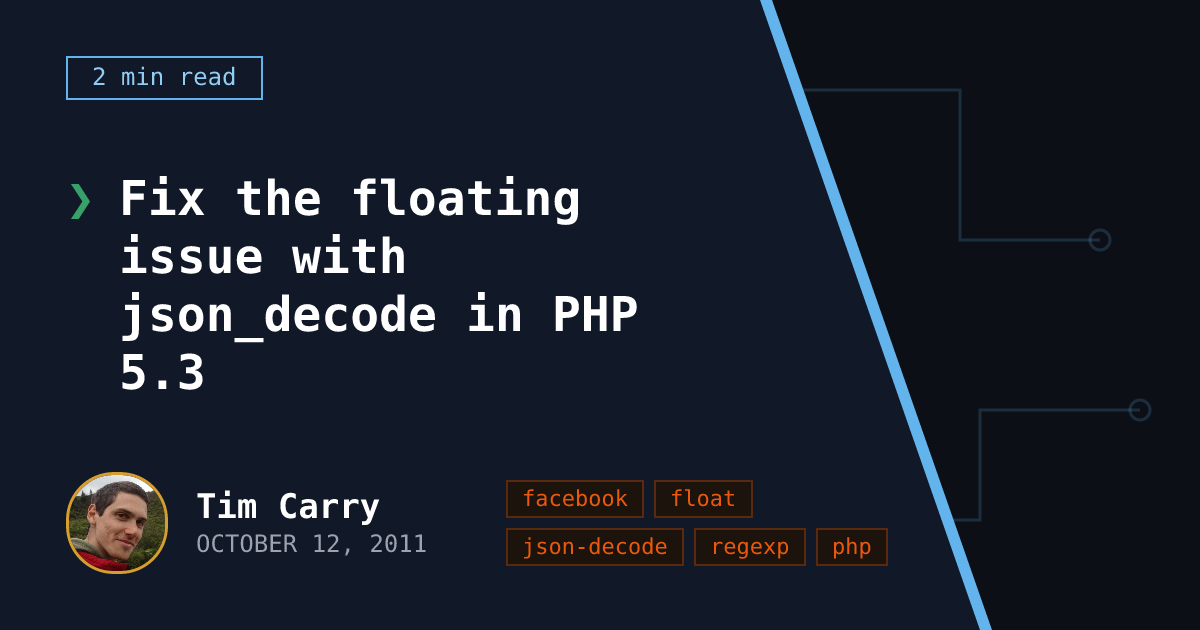 2 min read
❯ Fix the floating
issue with
json_decode in PHP
5.3
Tim Carry
OCTOBER 12, 2011
facebook float
json-decode regexp php